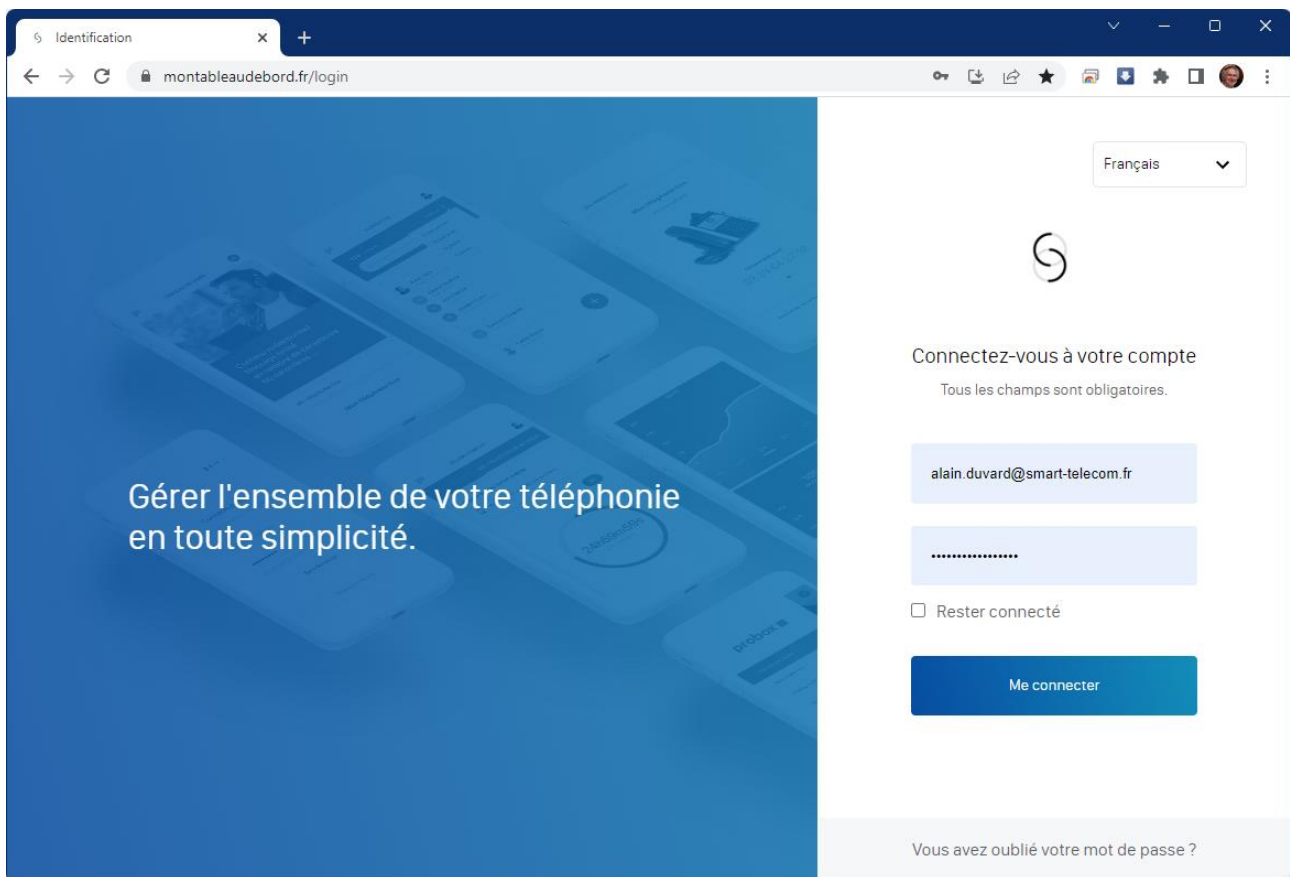 Identification
montableaudebord.fr/login
Français
Connectez-vous à votre compte
Tous les champs sont obligatoires.
alain.duvard@smart-telecom.fr
•••••••••••••••••
Rester connecté
Me connecter
Vous avez oublié votre mot de passe ?
Gérer l'ensemble de votre téléphonie
en toute simplicité.
24h59m59s
probox